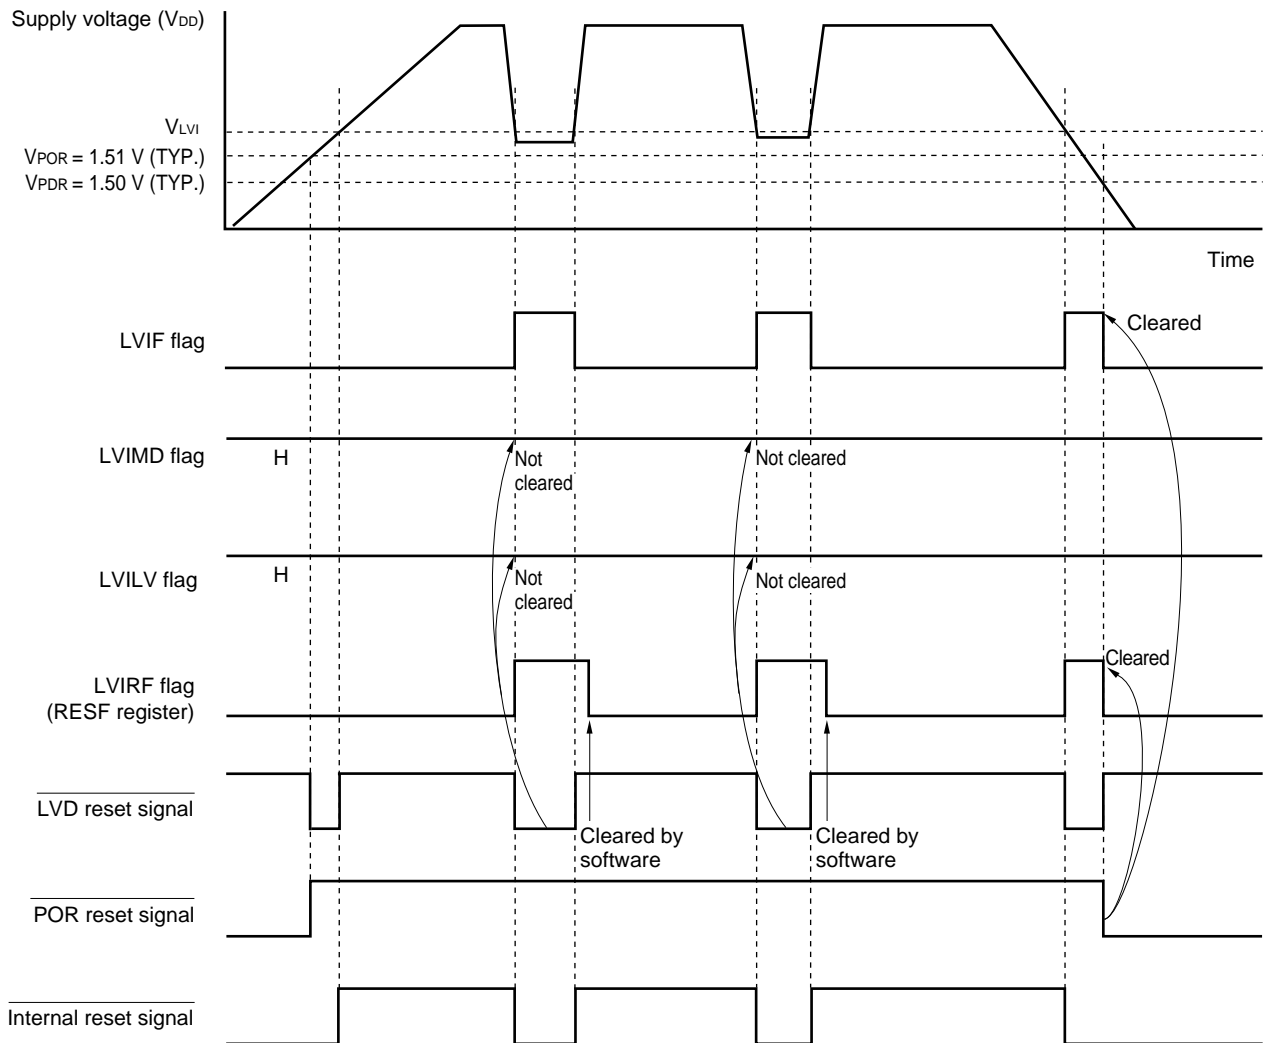 Supply voltage (VDD)
VLVI
VPOR = 1.51 V (TYP.)
VPDR = 1.50 V (TYP.)
Time
LVIF flag
Cleared
LVIMD flag
H
Not
cleared
Not cleared
LVILV flag
H
Not
cleared
Not cleared
LVIRF flag
(RESF register)
Cleared
LVD reset signal
Cleared by
software
Cleared by
software
POR reset signal
Internal reset signal